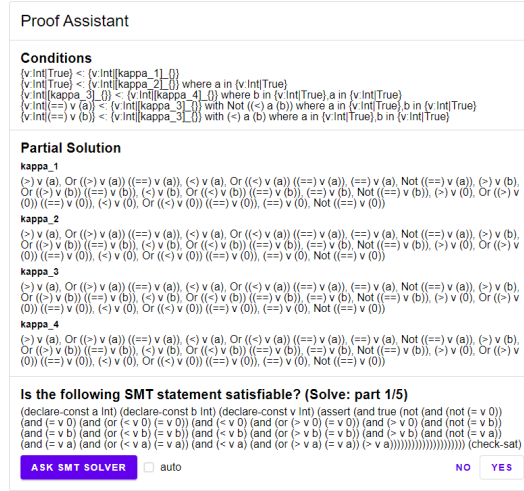 Proof Assistant
Conditions
{v:Int|True} <: {v:Int|[kappa_1]_{}}
{v:Int|True} <: {v:Int|[kappa_2]_{}} where a in {v:Int|True}
{v:Int|[kappa_3]_{}} <: {v:Int|[kappa_4]_{}} where b in {v:Int|True},a in {v:Int|True}
{v:Int|(==) v (a)} <: {v:Int|[kappa_3]_{}} with Not ((<) a (b)) where a in {v:Int|True},b in {v:Int|True}
{v:Int|(==) v (b)} <: {v:Int|[kappa_3]_{}} with (<) a (b) where a in {v:Int|True},b in {v:Int|True}
Partial Solution
kappa_1
(>) v (a), Or ((>) v (a)) ((==) v (a)), (<) v (a), Or ((<) v (a)) ((==) v (a)), (==) v (a), Not ((==) v (a)), (>) v (b),
Or ((>) v (b)) ((==) v (b)), (<) v (b), Or ((<) v (b)) ((==) v (b)), (==) v (b), Not ((==) v (b)), (>) v (0), Or ((>) v
(0)) ((==) v (0)), (<) v (0), Or ((<) v (0)) ((==) v (0)), (==) v (0), Not ((==) v (0))
kappa_2
(>) v (a), Or ((>) v (a)) ((==) v (a)), (<) v (a), Or ((<) v (a)) ((==) v (a)), (==) v (a), Not ((==) v (a)), (>) v (b),
Or ((>) v (b)) ((==) v (b)), (<) v (b), Or ((<) v (b)) ((==) v (b)), (==) v (b), Not ((==) v (b)), (>) v (0), Or ((>) v
(0)) ((==) v (0)), (<) v (0), Or ((<) v (0)) ((==) v (0)), (==) v (0), Not ((==) v (0))
kappa_3
(>) v (a), Or ((>) v (a)) ((==) v (a)), (<) v (a), Or ((<) v (a)) ((==) v (a)), (==) v (a), Not ((==) v (a)), (>) v (b),
Or ((>) v (b)) ((==) v (b)), (<) v (b), Or ((<) v (b)) ((==) v (b)), (==) v (b), Not ((==) v (b)), (>) v (0), Or ((>) v
(0)) ((==) v (0)), (<) v (0), Or ((<) v (0)) ((==) v (0)), (==) v (0), Not ((==) v (0))
kappa_4
(>) v (a), Or ((>) v (a)) ((==) v (a)), (<) v (a), Or ((<) v (a)) ((==) v (a)), (==) v (a), Not ((==) v (a)), (>) v (b),
Or ((>) v (b)) ((==) v (b)), (<) v (b), Or ((<) v (b)) ((==) v (b)), (==) v (b), Not ((==) v (b)), (>) v (0), Or ((>) v
(0)) ((==) v (0)), (<) v (0), Or ((<) v (0)) ((==) v (0)), (==) v (0), Not ((==) v (0))
Is the following SMT statement satisfiable? (Solve: part 1/5)
(declare-const a Int) (declare-const b Int) (declare-const v Int) (assert (and true (not (and (not (= v 0))
(and (= v 0) (and (or (< v 0) (= v 0)) (and (< v 0) (and (or (> v 0) (= v 0)) (and (> v 0) (and (not (= v b))
(and (= v b) (and (or (< v b) (= v b)) (and (< v b) (and (or (> v b) (= v b)) (and (> v b) (and (not (= v a))
(and (= v a) (and (or (< v a) (= v a)) (and (< v a) (and (or (> v a) (= v a)) (> v a)))))))))))))))))))))) (check-sat)
ASK SMT SOLVER
auto
NO
YES